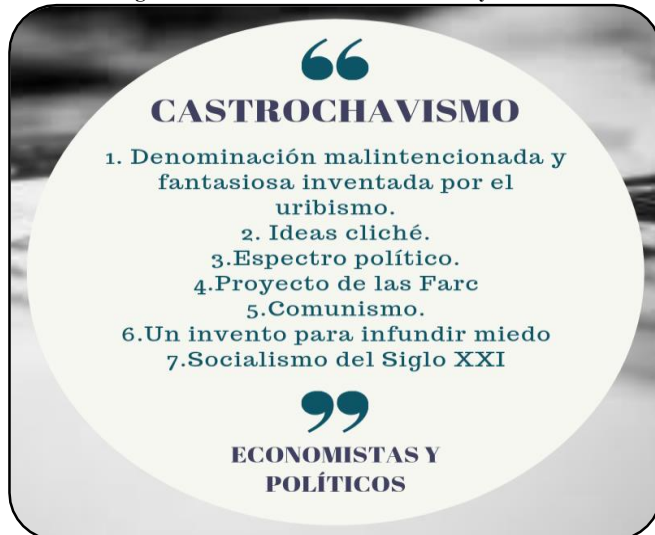 “
CASTROCHAVISMO
1. Denominación malintencionada y
fantasiosa inventada por el
uribismo.
2. Ideas cliché.
3.Espectro político.
4.Proyecto de las Farc
5.Comunismo.
6.Un invento para infundir miedo
7.Socialismo del Siglo XXI
”
ECONOMISTAS Y
POLÍTICOS